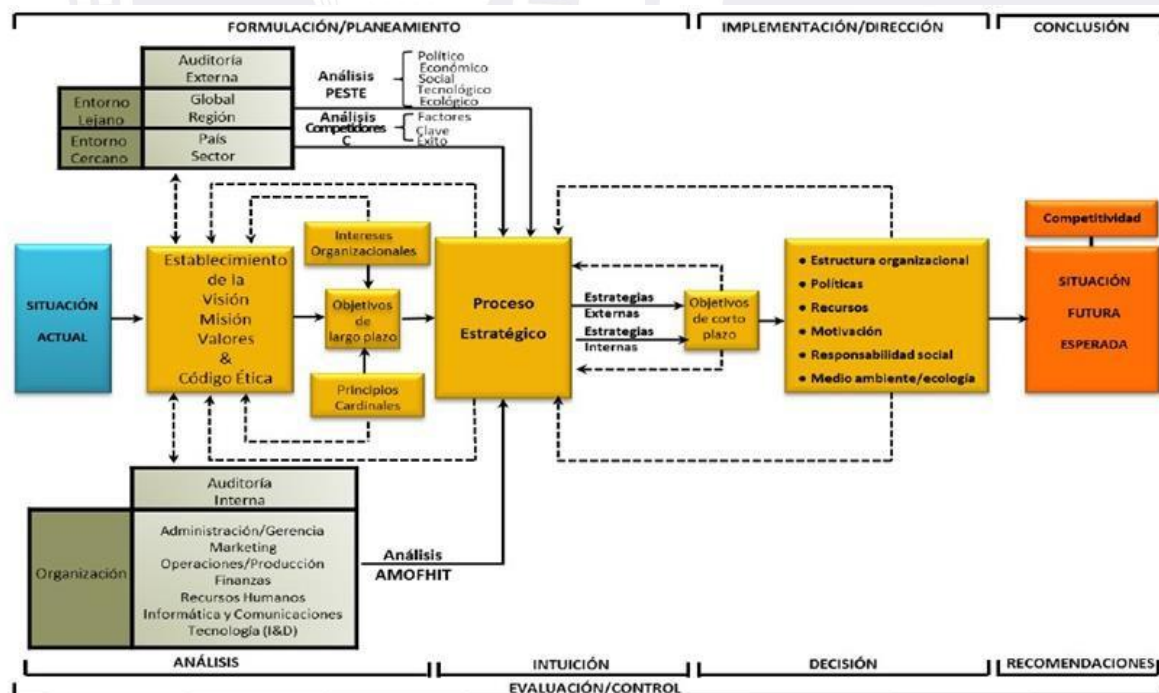 FORMULACIÓN/PLANEAMIENTO
IMPLEMENTACIÓN/DIRECCIÓN
CONCLUSIÓN
Auditoría
Externa
Entorno
Lejano
Global
Región
Entorno
Cercano
País
Sector
Análisis
PESTE
Político
Económico
Social
Tecnológico
Ecológico
Análisis
Competidores
C
Factores
Clave
Éxito
SITUACIÓN
ACTUAL
Establecimiento
de la
Visión
Misión
Valores
&
Código Ética
Intereses
Organizacionales
Objetivos de
largo plazo
Principios
Cardinales
Proceso
Estratégico
Estrategias
Externas
Estrategias
Internas
Objetivos
de corto
plazo
• Estructura organizacional
• Políticas
• Recursos
• Motivación
• Responsabilidad social
• Medio ambiente/ecología
Competitividad
SITUACIÓN
FUTURA
ESPERADA
Auditoría
Interna
Organización
Administración/Gerencia
Marketing
Operaciones/Producción
Finanzas
Recursos Humanos
Informática y Comunicaciones
Tecnología (I&D)
Análisis
AMOFHIT
ANÁLISIS
INTUICIÓN
DECISIÓN
RECOMENDACIONES
EVALUACIÓN/CONTROL